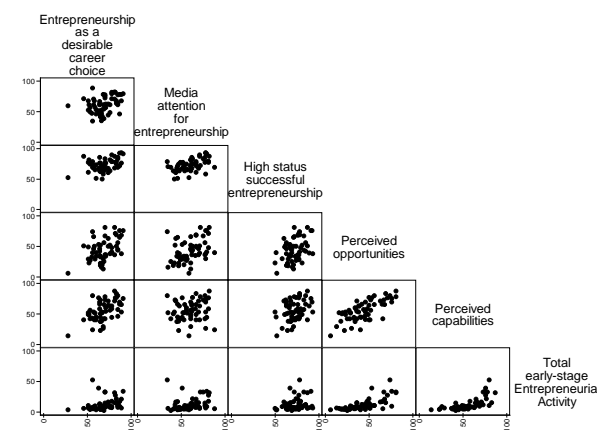 Entrepreneurship
as a
desirable
career
choice
100
50
0
Media
attention
for
entrepreneurship
100
50
0
High status
successful
entrepreneurship
100
50
0
Perceived
opportunities
100
50
0
Perceived
capabilities
100
50
0
Total
early-stage
Entrepreneuria
Activity
0 50 100 50 100 50 100 50 100 50 100